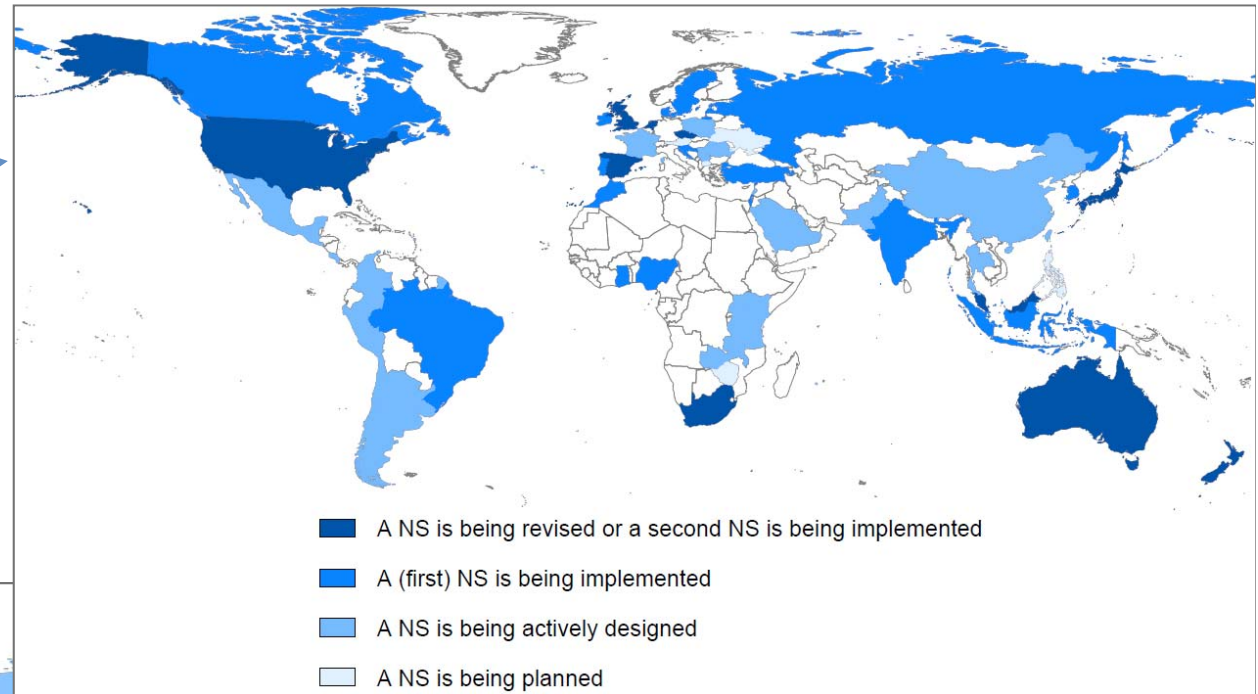 A NS is being revised or a second NS is being implemented
A (first) NS is being implemented
A NS is being actively designed
A NS is being planned